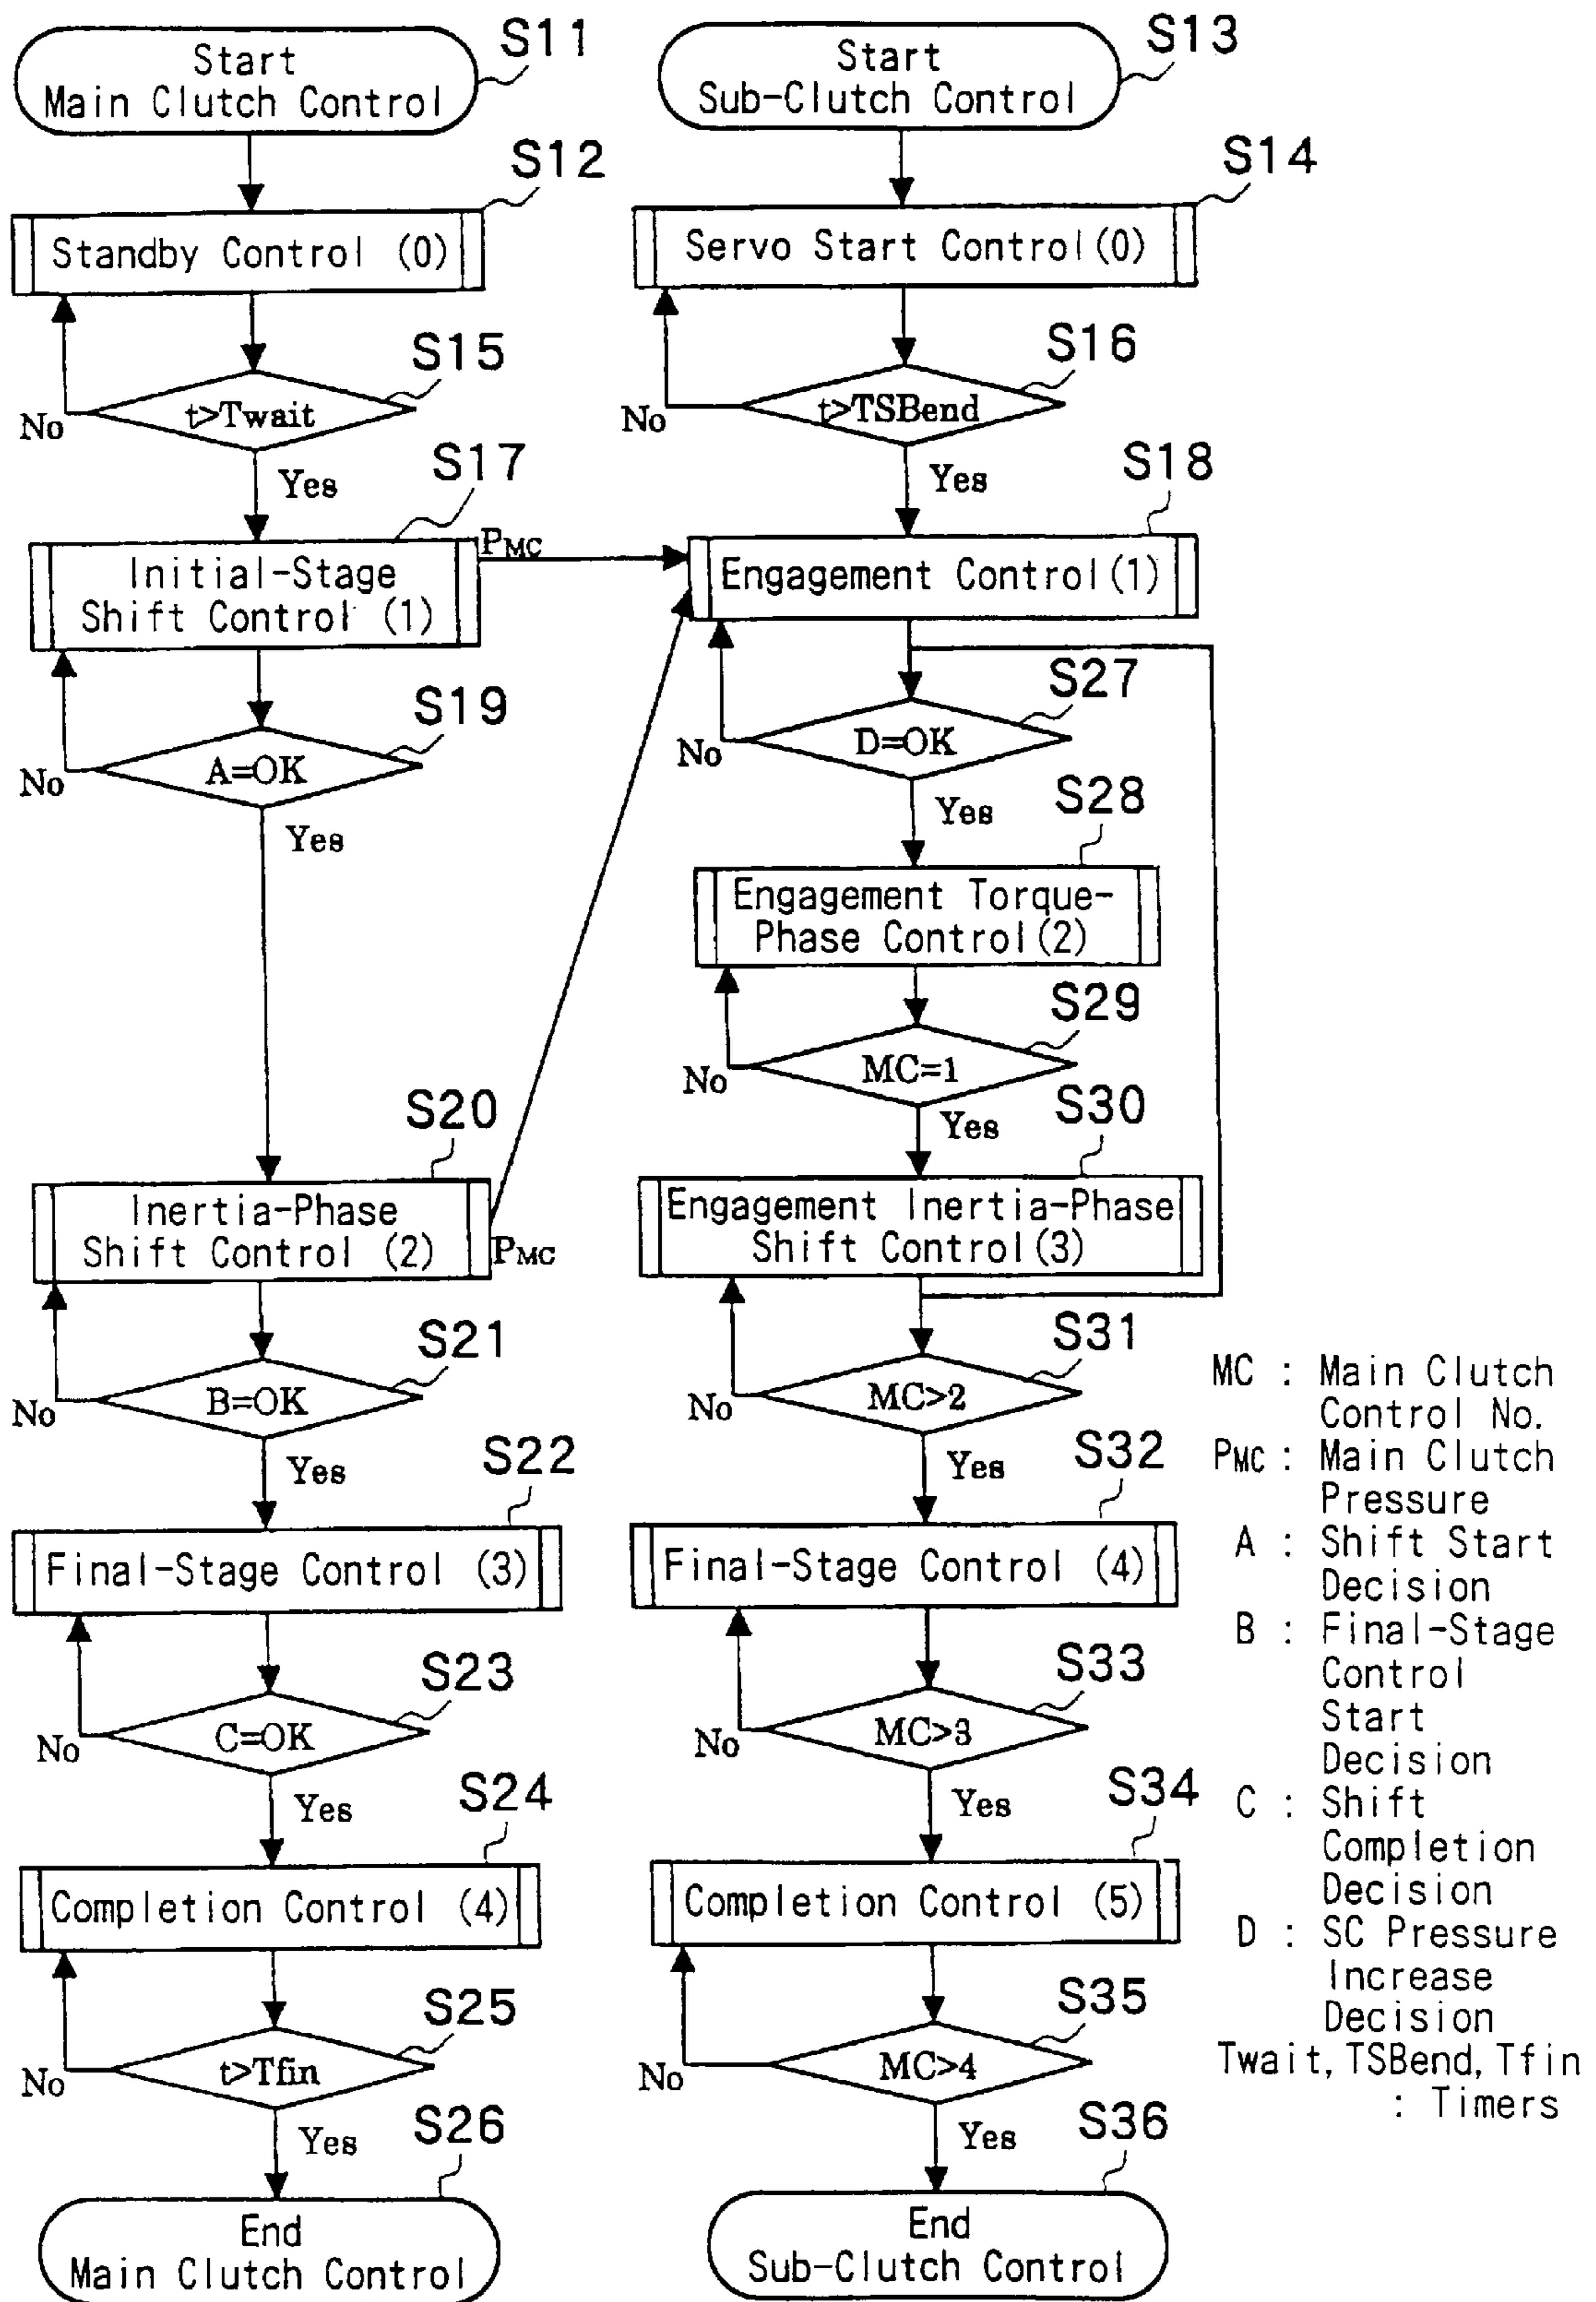 Start
Main Clutch Control
S11
Start
Sub-Clutch Control
S13
S12
Standby Control (0)
S14
Servo Start Control(0)
S15
t>Twait
No
Yes
S16
t>TSBend
No
Yes
S17
Initial-Stage
Shift Control (1)
PMC
S18
Engagement Control(1)
S19
A=OK
No
Yes
S27
D=OK
No
Yes
S28
Engagement Torque-
Phase Control(2)
S29
MC=1
No
Yes
S20
Inertia-Phase
Shift Control (2)
PMC
S30
Engagement Inertia-Phase
Shift Control(3)
S21
B=OK
No
Yes
S31
MC>2
No
Yes
S22
Final-Stage Control (3)
S32
Final-Stage Control (4)
S23
C=OK
No
Yes
S33
MC>3
No
Yes
S24
Completion Control (4)
S34
Completion Control (5)
S25
t>Tfin
No
Yes
S35
MC>4
No
Yes
S26
End
Main Clutch Control
S36
End
Sub-Clutch Control
MC : Main Clutch
Control No.
PMC : Main Clutch
Pressure
A : Shift Start
Decision
B : Final-Stage
Control
Start
Decision
C : Shift
Completion
Decision
D : SC Pressure
Increase
Decision
Twait, TSBend, Tfin
: Timers